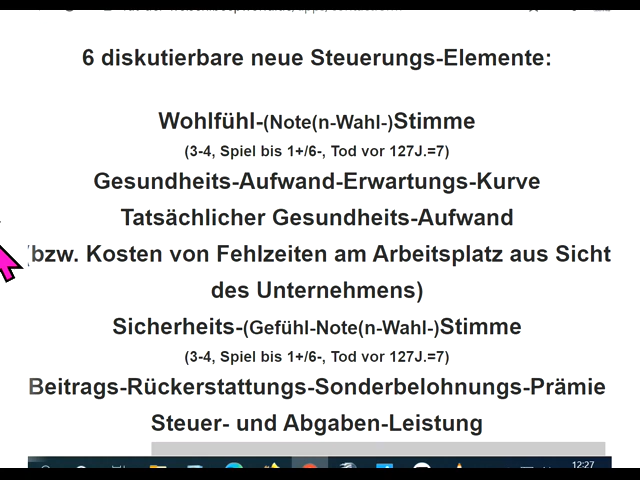 6 diskutierbare neue Steuerungs-Elemente:
Wohlfühl-(Note(n-Wahl-)Stimme
(3-4, Spiel bis 1+/6-, Tod vor 127J.=7)
Gesundheits-Aufwand-Erwartungs-Kurve
Tatsächlicher Gesundheits-Aufwand
(bzw. Kosten von Fehlzeiten am Arbeitsplatz aus Sicht
des Unternehmens)
Sicherheits-(Gefühl-Note(n-Wahl-)Stimme
(3-4, Spiel bis 1+/6-, Tod vor 127J.=7)
Beitrags-Rückerstattungs-Sonderbelohnungs-Prämie
Steuer- und Abgaben-Leistung
12:27